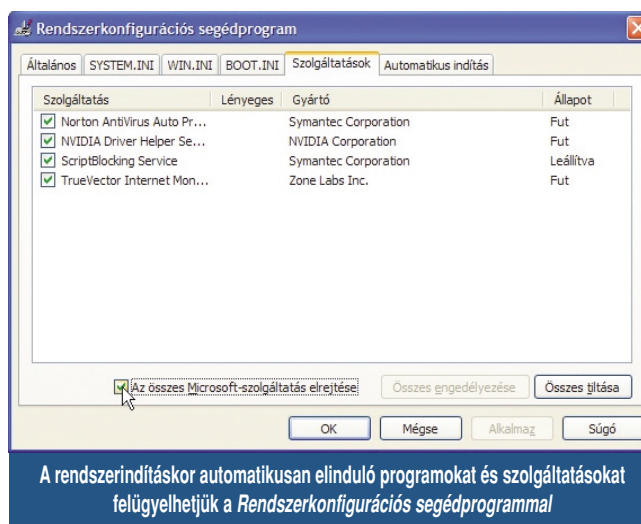 Rendszerkonfigurációs segédprogram
Általános SYSTEM.INI WIN.INI BOOT.INI Szolgáltatások Automatikus indítás
Szolgáltatás Lényeges Gyártó Állapot
Norton AntiVirus Auto Pr... Symantec Corporation Fut
NVIDIA Driver Helper Se... NVIDIA Corporation Fut
ScriptBlocking Service Symantec Corporation Leállítva
TrueVector Internet Mon... Zone Labs Inc. Fut
Az összes Microsoft-szolgáltatás elrejtése Összes engedélyezése Összes tiltása
OK Mégse Alkalmaz Súgó
A rendszerindításkor automatikusan elinduló programokat és szolgáltatásokat
felügyelhetjük a Rendszerkonfigurációs segédprogrammal